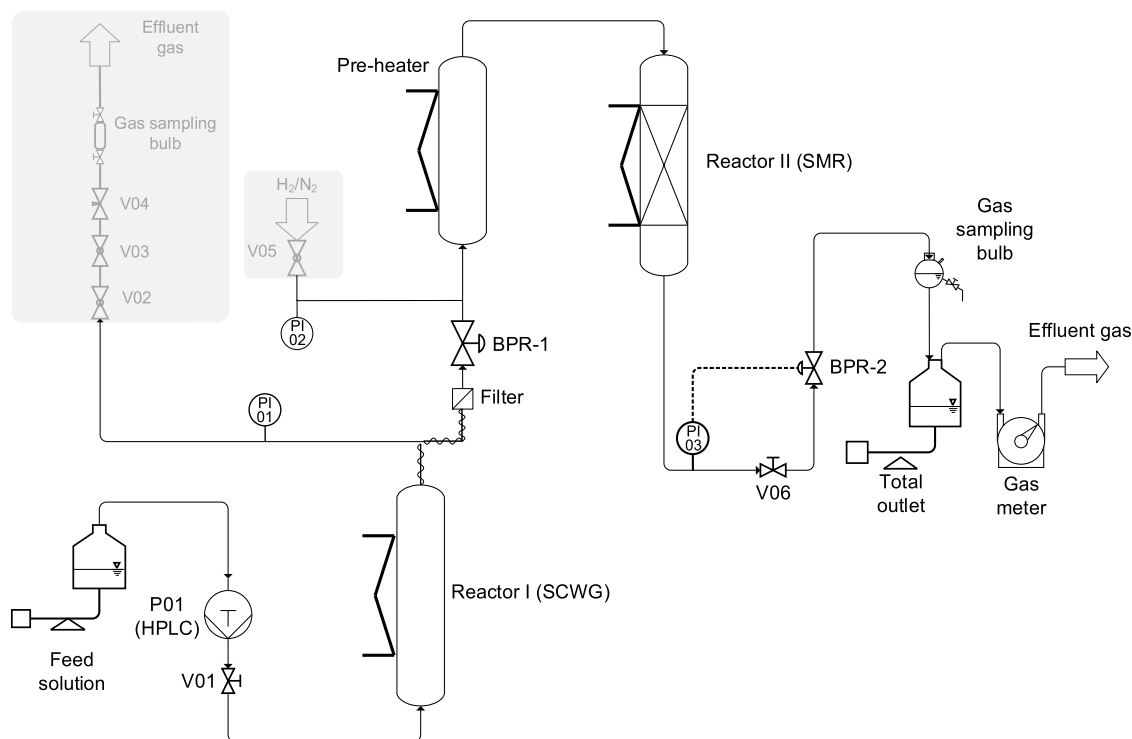 Effluent
gas
Gas sampling
bulb
V04
V03
V02
H₂/N₂
V05
PI
02
Pre-heater
Reactor II (SMR)
BPR-1
Filter
PI
01
Gas
sampling
bulb
Effluent gas
BPR-2
PI
03
V06
Total
outlet
Gas
meter
Reactor I (SCWG)
P01
(HPLC)
T
V01
Feed
solution